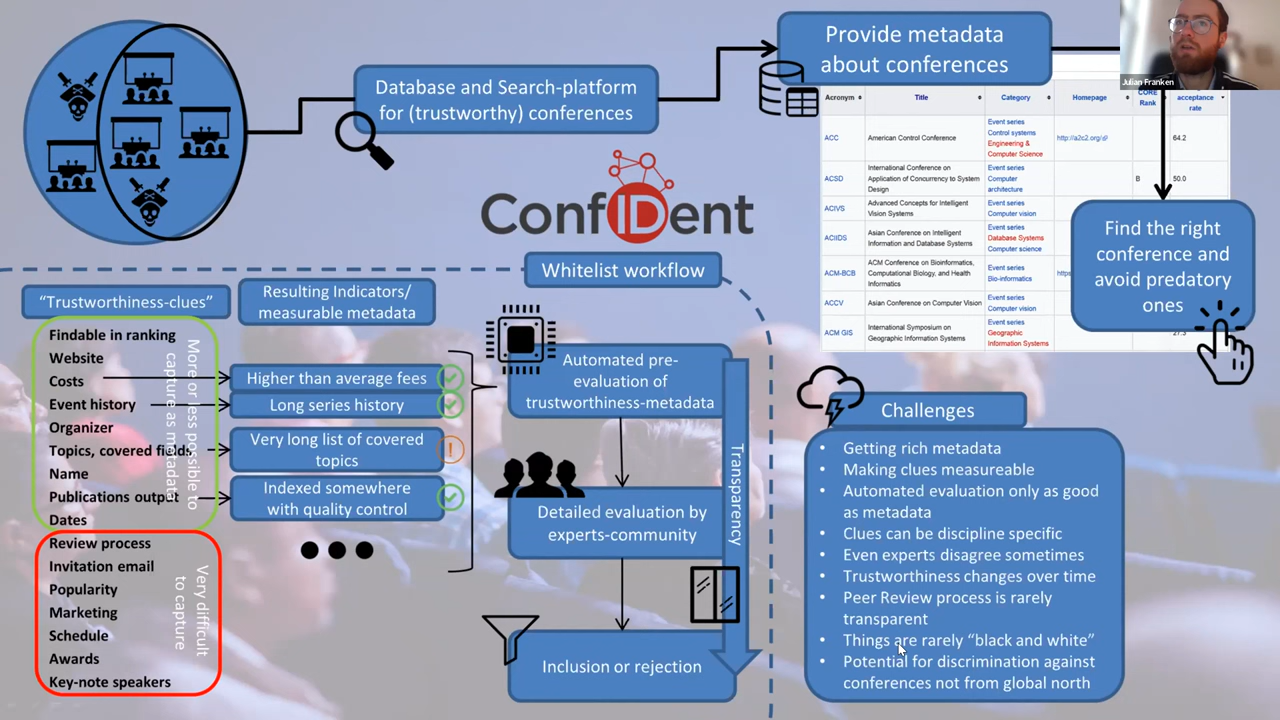 Database and Search-platform
for (trustworthy) conferences
Provide metadata
about conferences
Julian Franken
ConfIDent
Acronym
Title
Category
Homepage
CORE
Rank
acceptance
rate
ACC
American Control Conference
Event series
Control systems
Engineering &
Computer Science
http://a2c2.org/
64.2
ACSD
International Conference on
Application of Concurrency to System
Design
Event series
Computer
architecture
B
50.0
ACIVS
Advanced Concepts for Intelligent
Vision Systems
Event series
Computer vision
ACIIDS
Asian Conference on Intelligent
Information and Database Systems
Event series
Database Systems
Computer science
ACM-BCB
ACM Conference on Bioinformatics,
Computational Biology, and Health
Informatics
Event series
Bio-informatics
https
ACCV
Asian Conference on Computer Vision
Event series
Computer vision
ACM GIS
International Symposium on
Geographic Information Systems
Event series
Geographic
Information Systems
Find the right
conference and
avoid predatory
ones
Whitelist workflow
"Trustworthiness-clues"
Resulting Indicators/
measurable metadata
Findable in ranking
Website
Costs
Event history
Organizer
Topics, covered fields
Name
Publications output
Dates
More or less possible to
capture as metadata
Review process
Invitation email
Popularity
Marketing
Schedule
Awards
Key-note speakers
Very difficult
to capture
Higher than average fees
Long series history
Very long list of covered
topics
Indexed somewhere
with quality control
Automated pre-
evaluation of
trustworthiness-metadata
Detailed evaluation by
experts-community
Inclusion or rejection
Transparency
Challenges
• Getting rich metadata
• Making clues measureable
• Automated evaluation only as good
as metadata
• Clues can be discipline specific
• Even experts disagree sometimes
• Trustworthiness changes over time
• Peer Review process is rarely
transparent
• Things are rarely "black and white"
• Potential for discrimination against
conferences not from global north